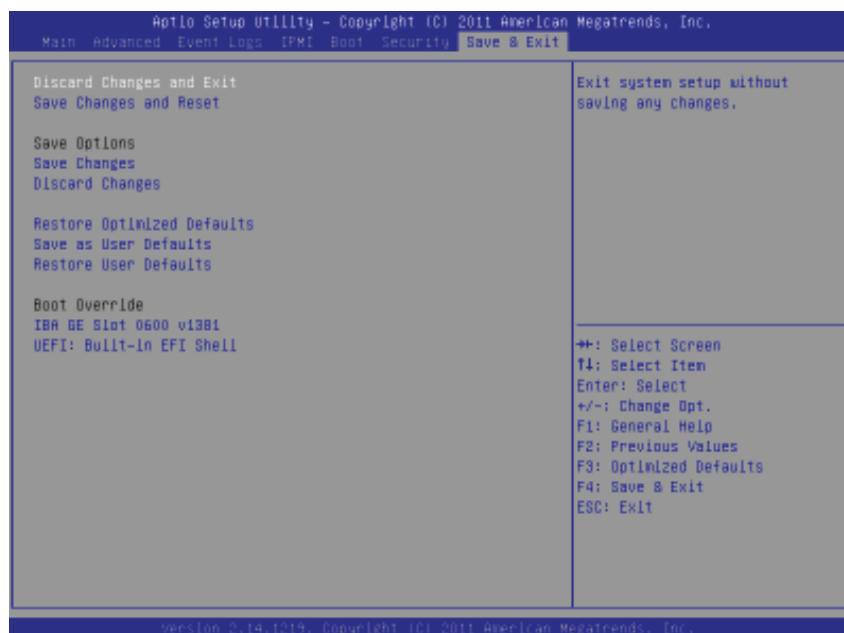 Aptio Setup Utility – Copyright (C) 2011 American Megatrends, Inc.
Main Advanced Event Logs IPMI Boot Security Save & Exit
Discard Changes and Exit
Save Changes and Reset
Save Options
Save Changes
Discard Changes
Restore Optimized Defaults
Save as User Defaults
Restore User Defaults
Boot Override
IBA GE Slot 0600 v1381
UEFI: Built-in EFI Shell
Exit system setup without
saving any changes.
→←: Select Screen
↑↓: Select Item
Enter: Select
+/-: Change Opt.
F1: General Help
F2: Previous Values
F3: Optimized Defaults
F4: Save & Exit
ESC: Exit
Version 2.14.1219. Copyright (C) 2011 American Megatrends, Inc.